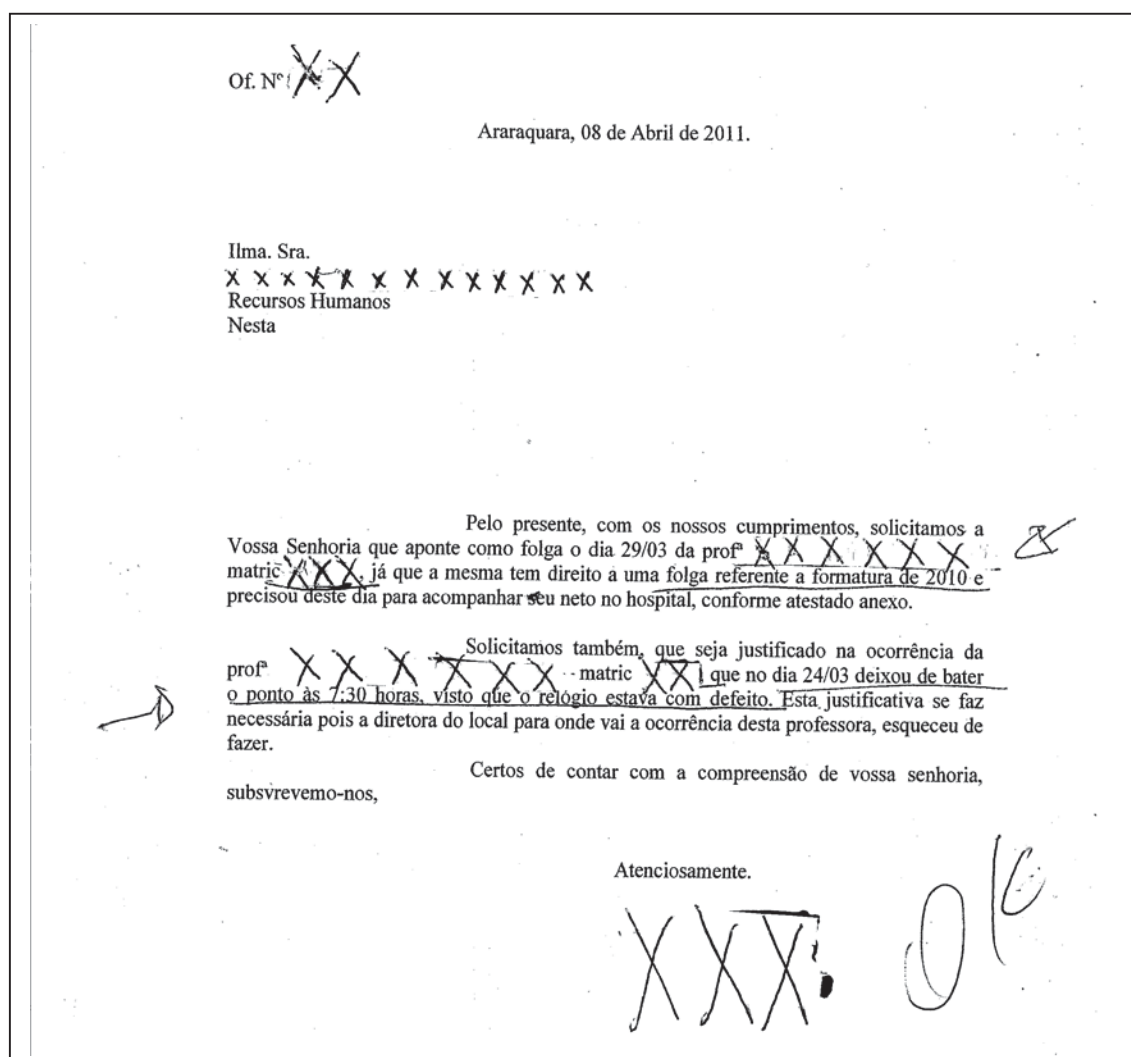 Of. Nº XX
Araraquara, 08 de Abril de 2011.
Ilma. Sra.
X X X X X X X X X X X X X
Recursos Humanos
Nesta
Pelo presente, com os nossos cumprimentos, solicitamos a
Vossa Senhoria que aponte como folga o dia 29/03 da profª X X X X X X
matric XXX, já que a mesma tem direito a uma folga referente a formatura de 2010 e
precisou deste dia para acompanhar seu neto no hospital, conforme atestado anexo.
Solicitamos também, que seja justificado na ocorrência da
profª X X X X X X matric XX que no dia 24/03 deixou de bater
o ponto às 7:30 horas, visto que o relógio estava com defeito. Esta justificativa se faz
necessária pois a diretora do local para onde vai a ocorrência desta professora, esqueceu de
fazer.
Certos de contar com a compreensão de vossa senhoria,
subsvrevemo-nos,
Atenciosamente.
XXX
OK